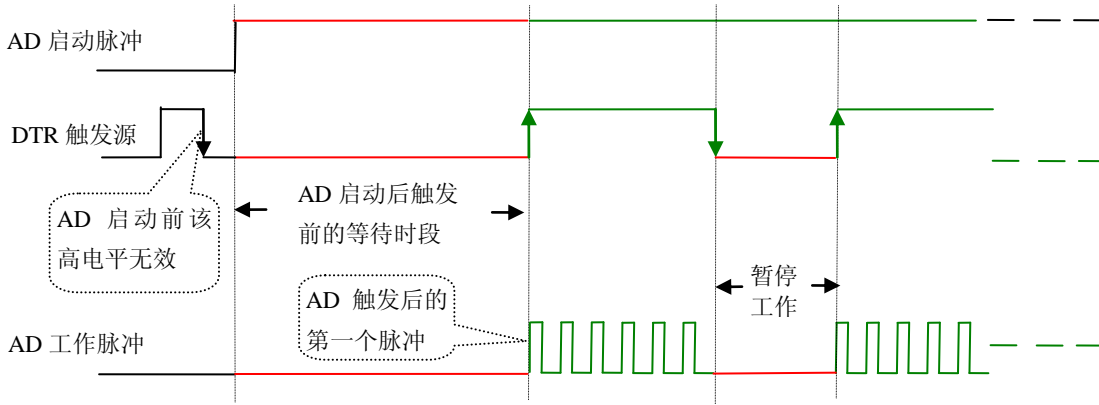 AD 启动脉冲
DTR 触发源
AD 启动前该
高电平无效
AD 启动后触发
前的等待时段
AD 触发后的
第一个脉冲
暂停
工作
AD 工作脉冲